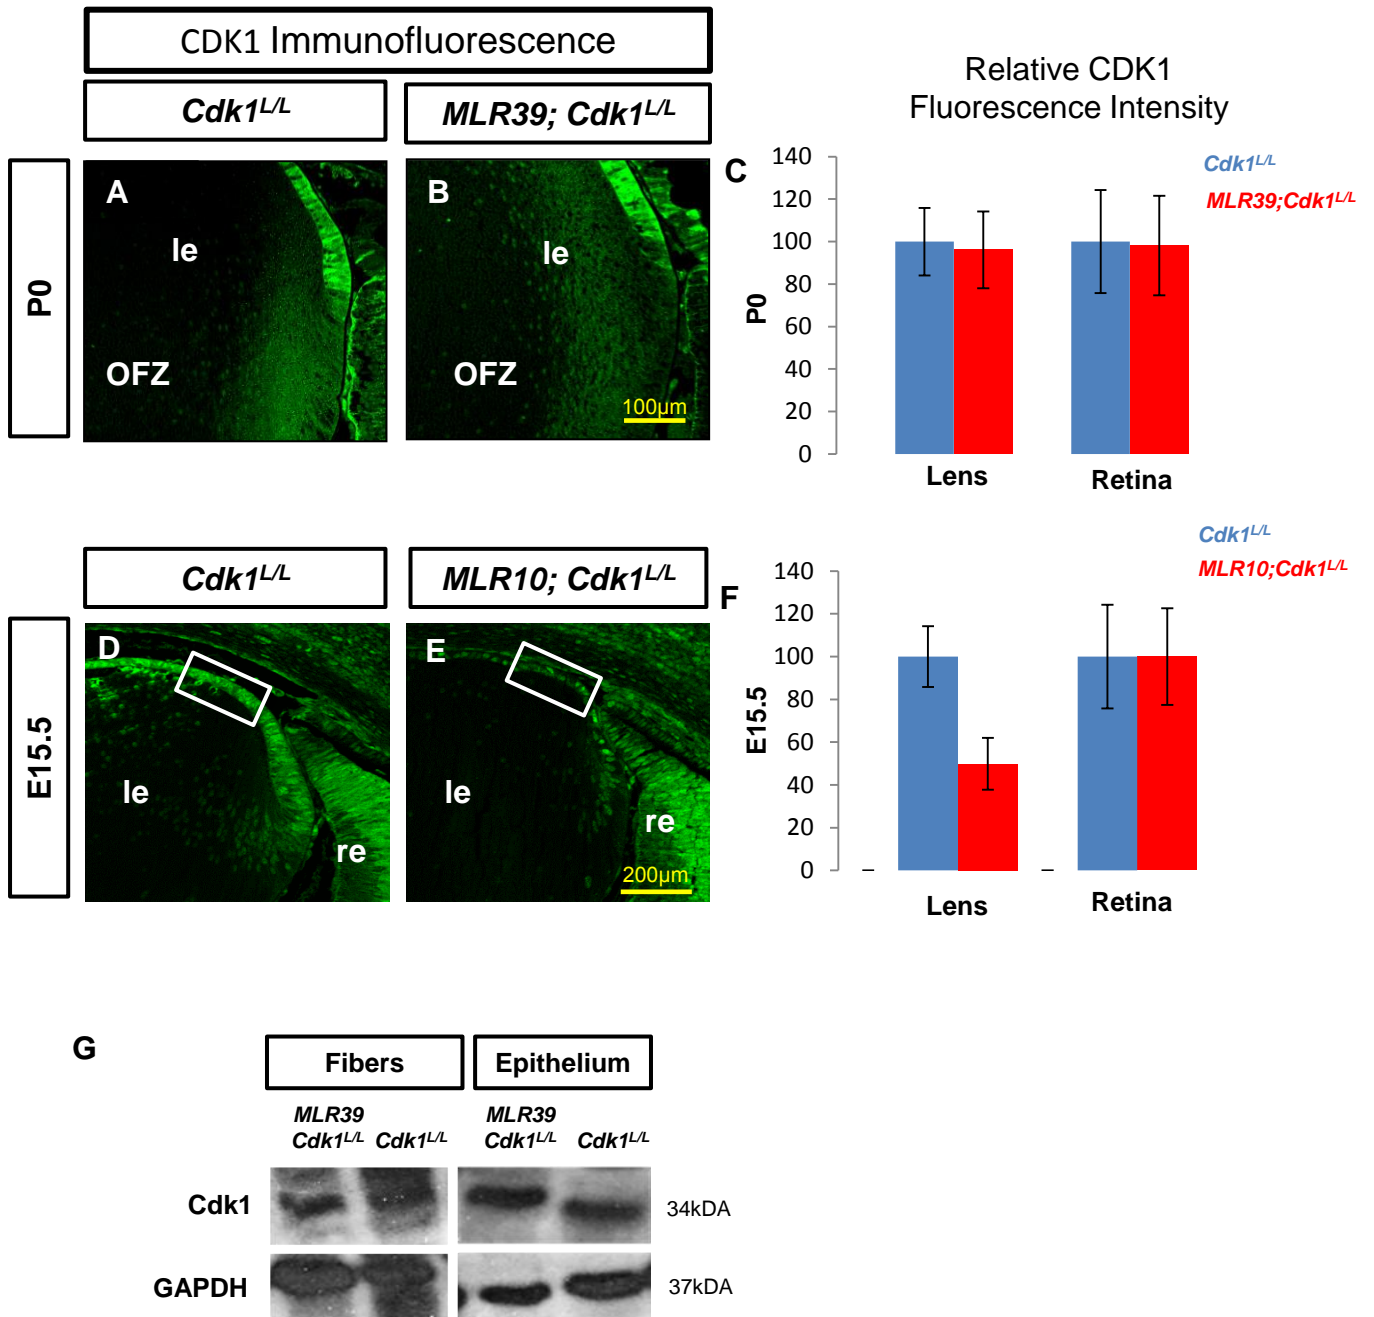 CDK1 Immunofluorescence
Cdk1L/L
MLR39; Cdk1L/L
P0
A
le
OFZ
B
le
OFZ
100µm
Relative CDK1
Fluorescence Intensity
C
Cdk1L/L
MLR39;Cdk1L/L
140
120
100
80
60
40
20
0
P0
Lens
Retina
Cdk1L/L
MLR10; Cdk1L/L
E15.5
D
le
re
E
le
re
200µm
F
Cdk1L/L
MLR10;Cdk1L/L
140
120
100
80
60
40
20
0
E15.5
Lens
Retina
G
Fibers
Epithelium
MLR39
Cdk1L/L
Cdk1L/L
MLR39
Cdk1L/L
Cdk1L/L
Cdk1
34kDA
GAPDH
37kDA